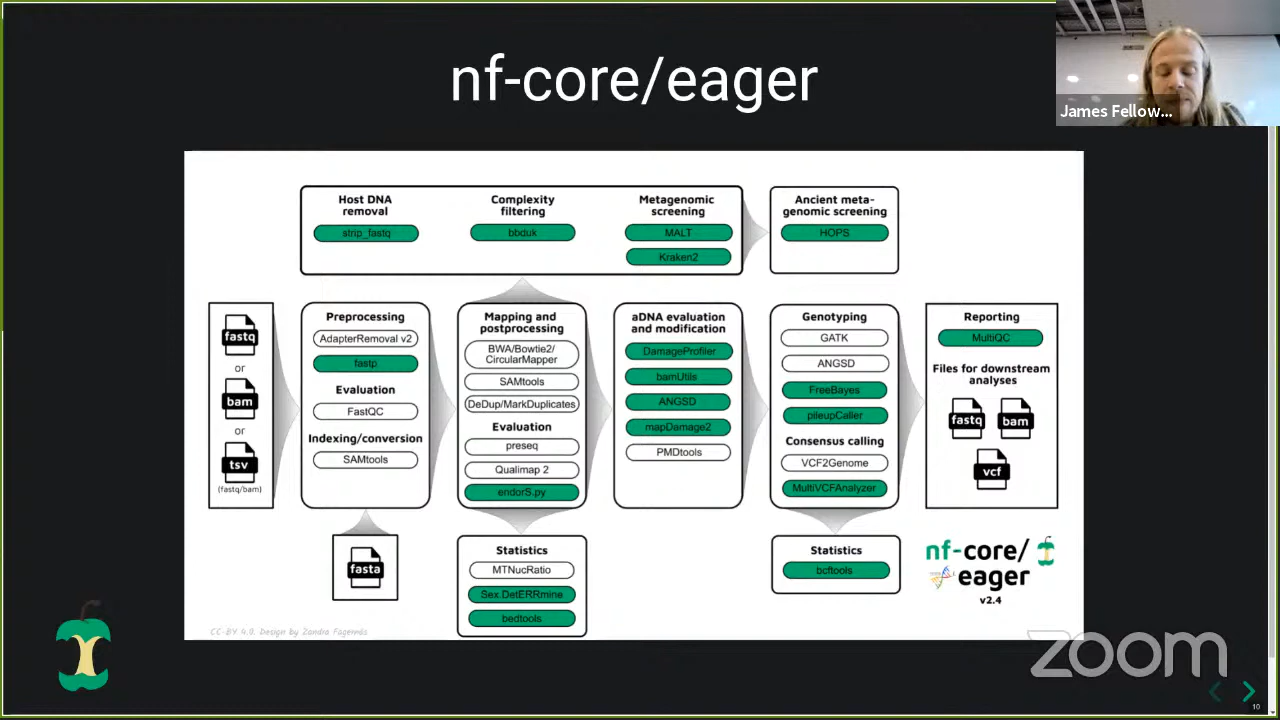 nf-core/eager
James Fellow...
Host DNA
removal
strip_fastq
Complexity
filtering
bbduk
Metagenomic
screening
MALT
Kraken2
Ancient meta-
genomic screening
HOPS
fastq
or
bam
or
tsv
(fastq/bam)
Preprocessing
AdapterRemoval v2
fastp
Evaluation
FastQC
Indexing/conversion
SAMtools
fasta
Mapping and
postprocessing
BWA/Bowtie2/
CircularMapper
SAMtools
DeDup/MarkDuplicates
Evaluation
preseq
Qualimap 2
endorS.py
Statistics
MTNucRatio
Sex.DetERRmine
bedtools
aDNA evaluation
and modification
DamageProfiler
bamUtils
ANGSD
mapDamage2
PMDtools
Genotyping
GATK
ANGSD
FreeBayes
pileupCaller
Consensus calling
VCF2Genome
MultiVCFAnalyzer
Statistics
bcftools
Reporting
MultiQC
Files for downstream
analyses
fastq
bam
vcf
nf-core/
eager
v2.4
CC-BY 4.0. Design by Zandra Fagernäs
zoom
10